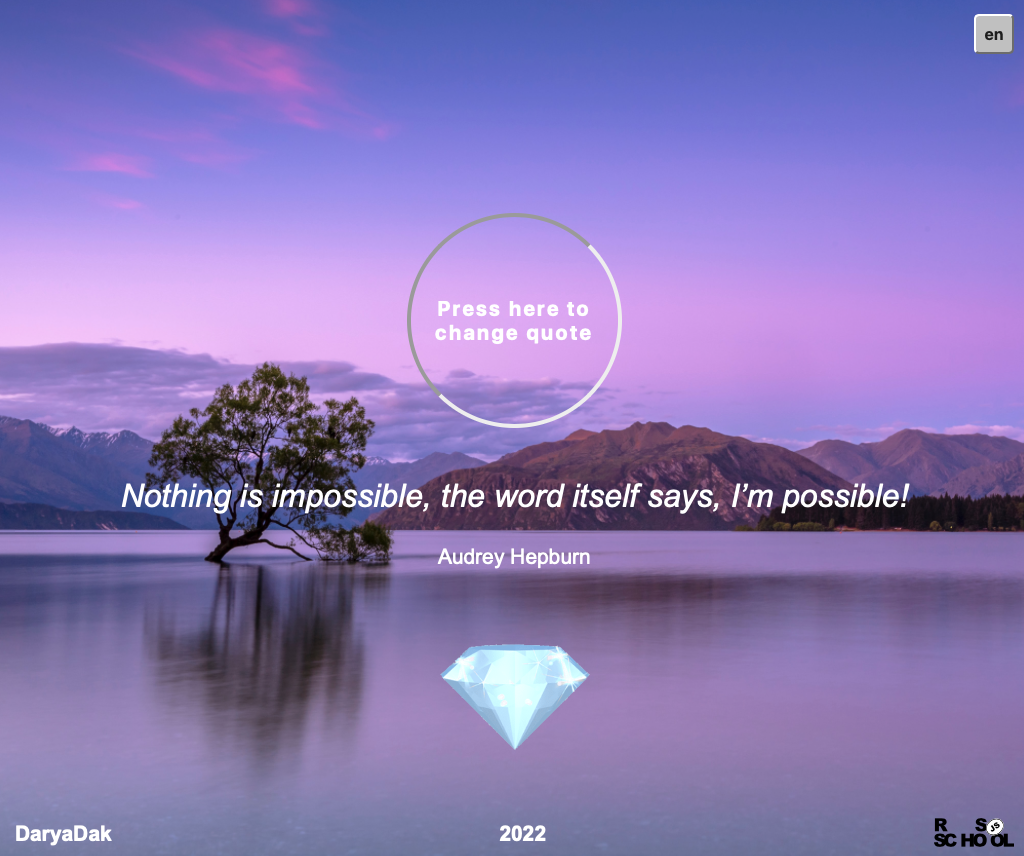 en
Press here to
change quote
Nothing is impossible, the word itself says, I’m possible!
Audrey Hepburn
DaryaDak
2022
R S JS
SCHOOL